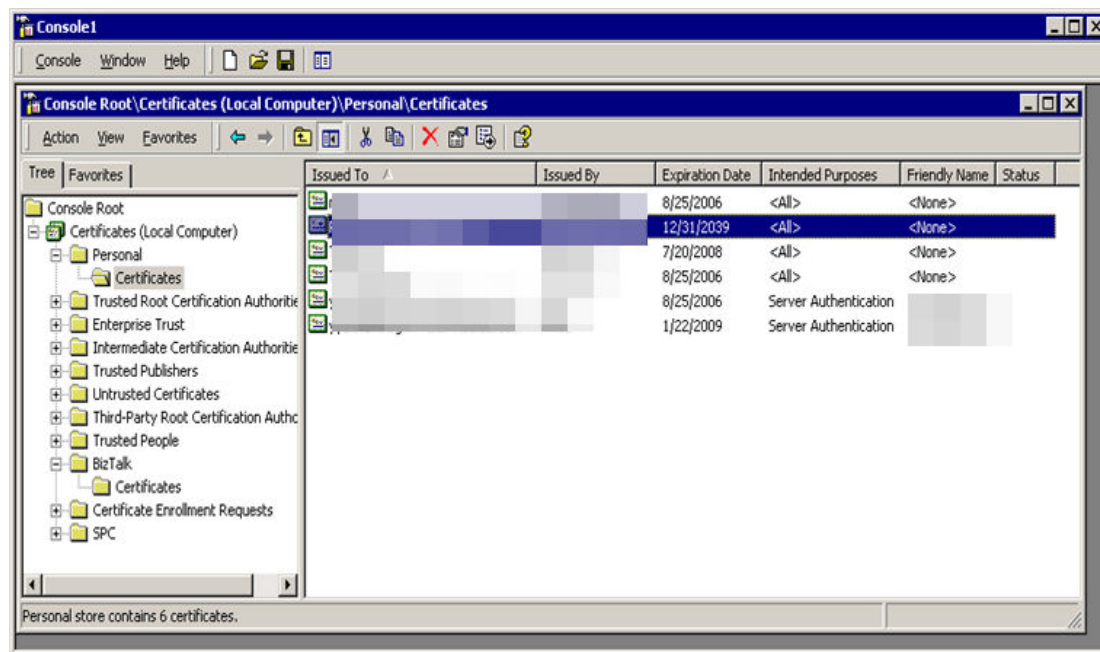 Console1
Console Window Help
Console Root\Certificates (Local Computer)\Personal\Certificates
Action View Favorites
Tree Favorites
Issued To Issued By Expiration Date Intended Purposes Friendly Name Status
Console Root
Certificates (Local Computer)
Personal
Certificates
Trusted Root Certification Authoritie
Enterprise Trust
Intermediate Certification Authoritie
Trusted Publishers
Untrusted Certificates
Third-Party Root Certification Autho
Trusted People
BizTalk
Certificates
Certificate Enrollment Requests
SPC
8/25/2006 <All> <None>
12/31/2039 <All> <None>
7/20/2008 <All> <None>
8/25/2006 <All> <None>
8/25/2006 Server Authentication
1/22/2009 Server Authentication
Personal store contains 6 certificates.